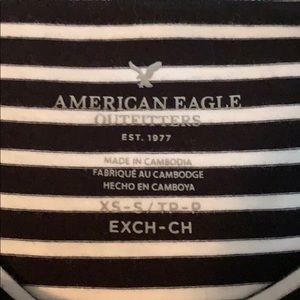 AMERICAN EAGLE
OUTFITTERS
EST. 1977
MADE IN CAMBODIA
FABRIQUÉ AU CAMBODGE
HECHO EN CAMBOYA
XS-S/TP-P
EXCH-CH